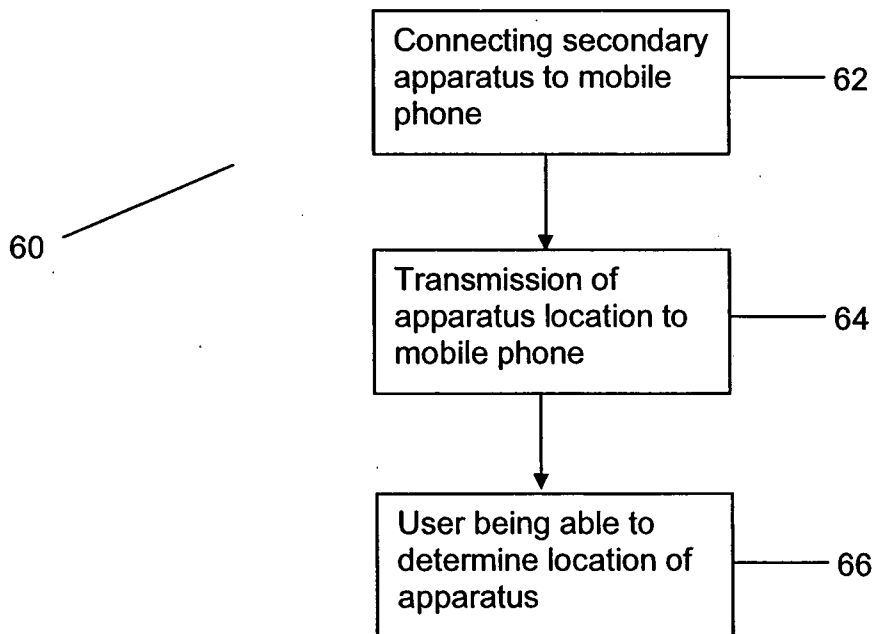 Connecting secondary
apparatus to mobile
phone
62
60
Transmission of
apparatus location to
mobile phone
64
User being able to
determine location of
apparatus
66